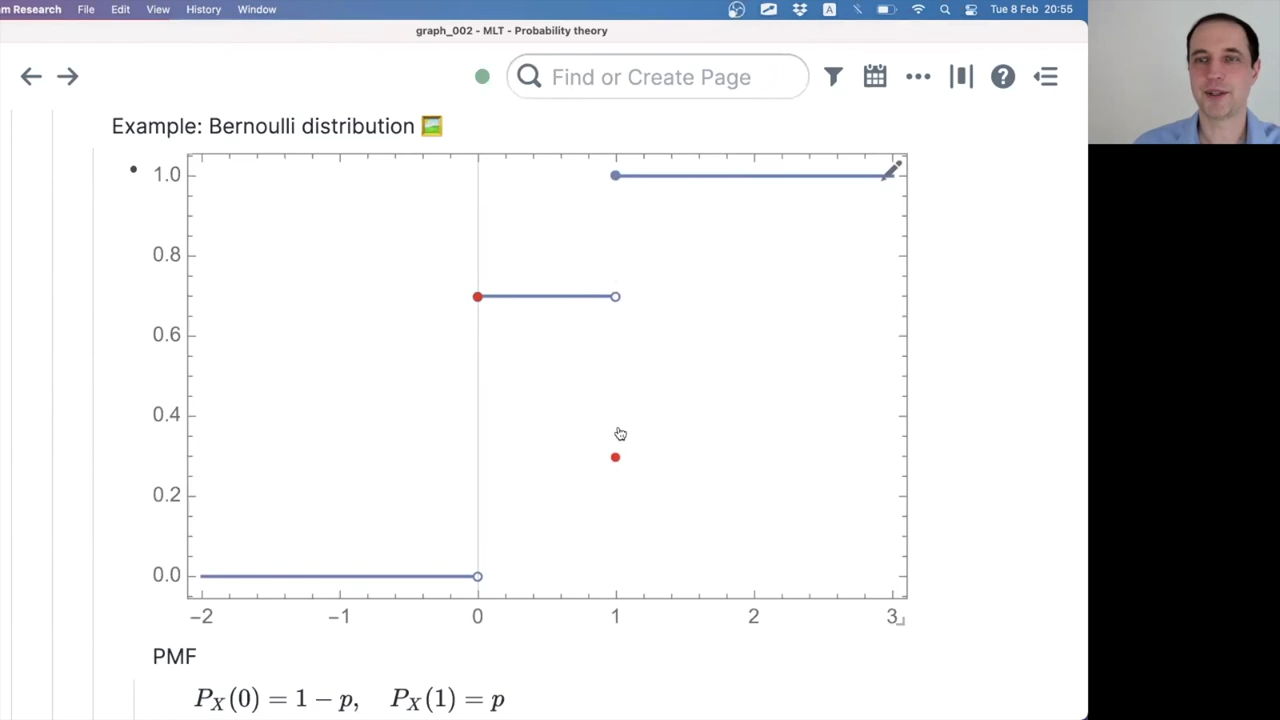 am Research File Edit View History Window A Tue 8 Feb 20:55
graph_002 - MLT - Probability theory
Find or Create Page
Example: Bernoulli distribution
1.0
0.8
0.6
0.4
0.2
0.0
−2 −1 0 1 2 3
PMF
P_X(0) = 1 − p, P_X(1) = p